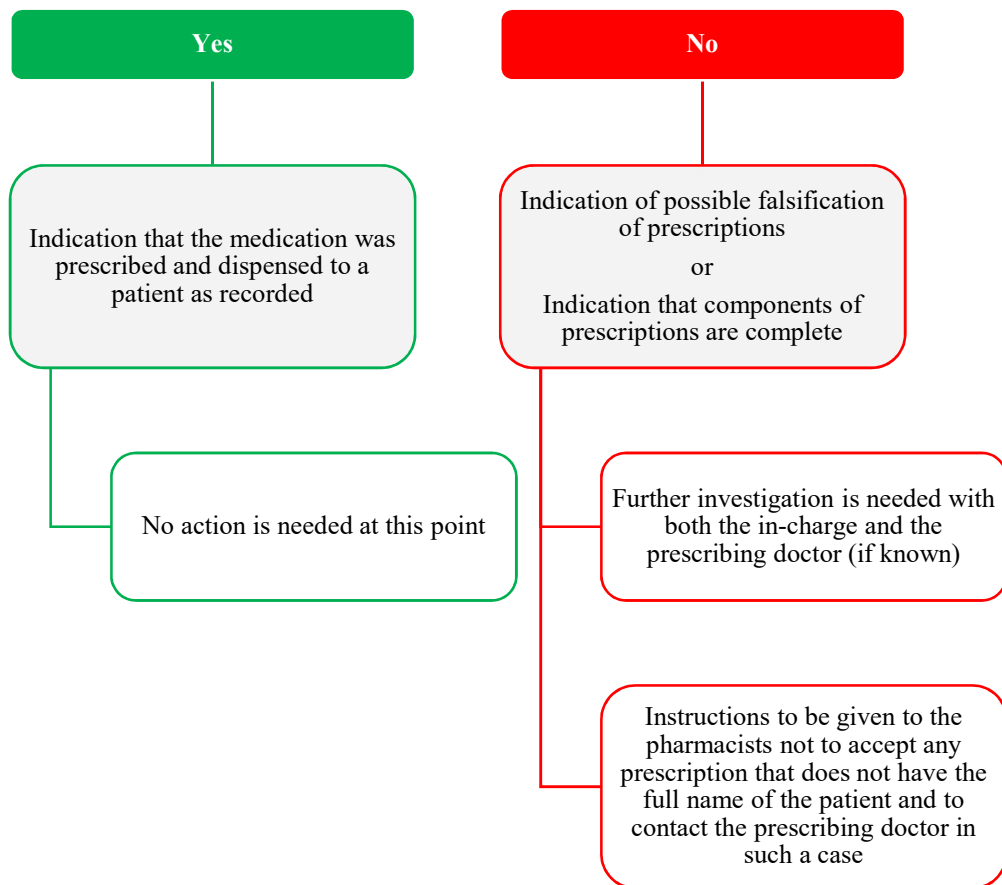 Yes
No
Indication that the medication was
prescribed and dispensed to a
patient as recorded
Indication of possible falsification
of prescriptions
or
Indication that components of
prescriptions are complete
No action is needed at this point
Further investigation is needed with
both the in-charge and the
prescribing doctor (if known)
Instructions to be given to the
pharmacists not to accept any
prescription that does not have the
full name of the patient and to
contact the prescribing doctor in
such a case